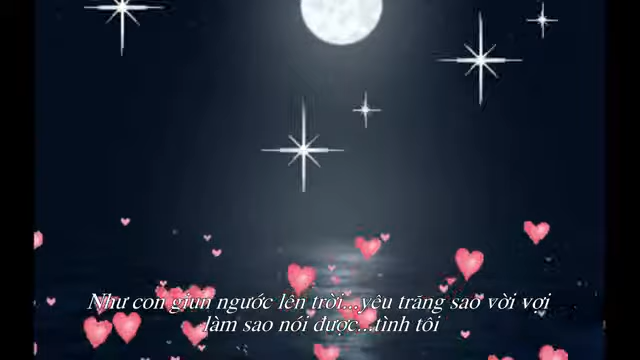 Như con giun ngước lên trời...yêu trăng sao vời vợi
làm sao nói được...tình tôi